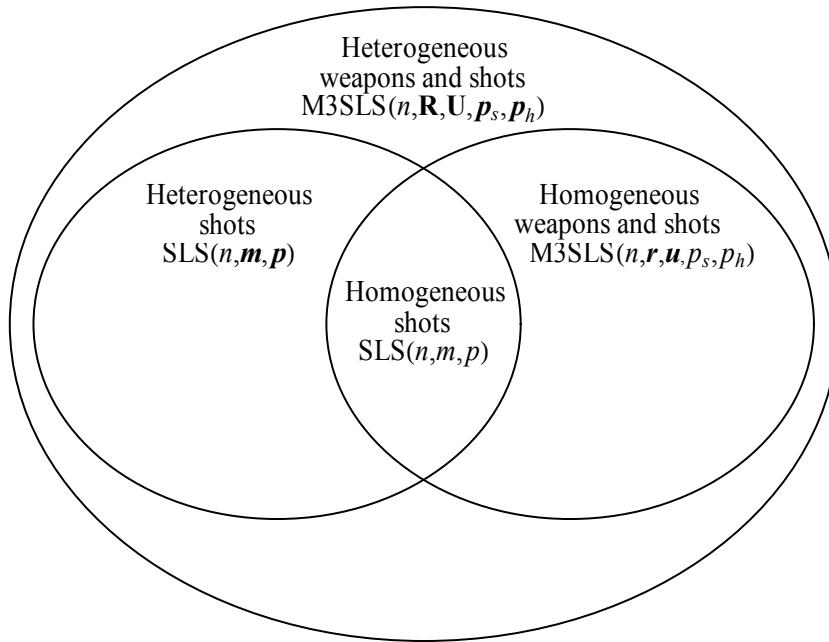 Heterogeneous
weapons and shots
M3SLS(n,R,U,pₛ,pₕ)
Heterogeneous
shots
SLS(n,m,p)
Homogeneous
weapons and shots
M3SLS(n,r,u,pₛ,pₕ)
Homogeneous
shots
SLS(n,m,p)